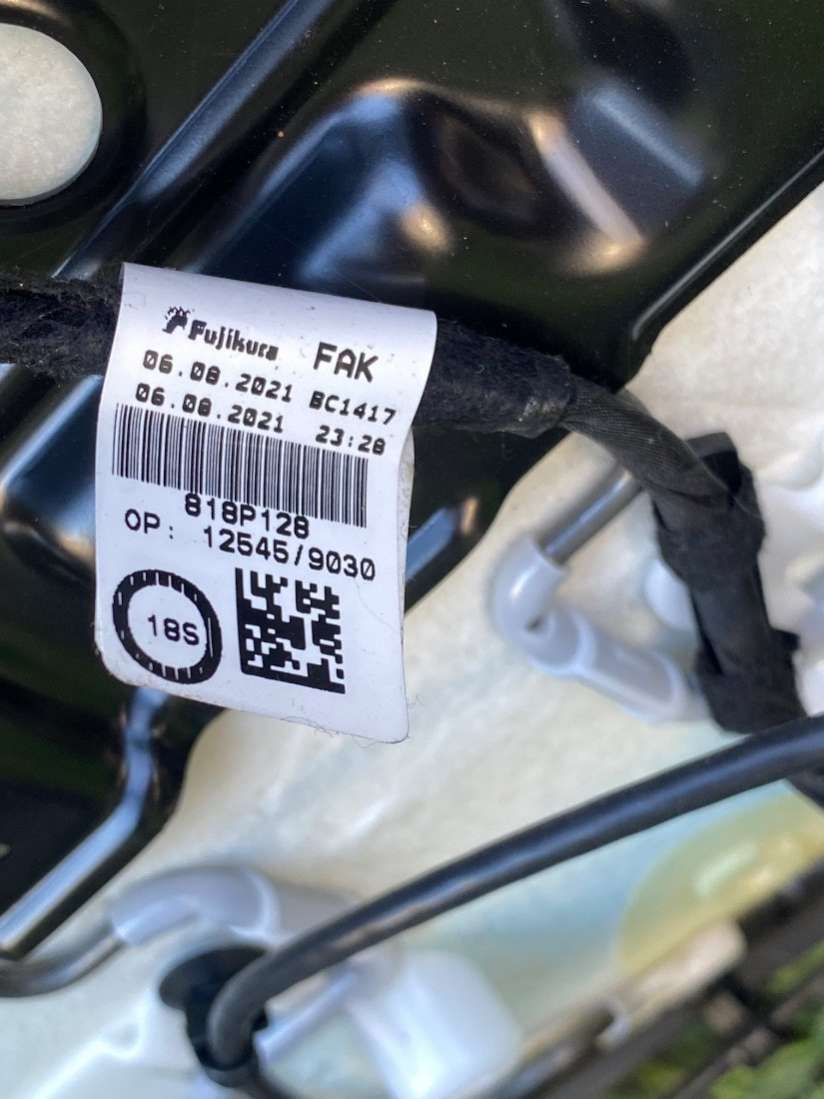 Fujikura FAK
06.08.2021 BC1417
06.08.2021 23:28
818P128
OP: 12545/9030
18S